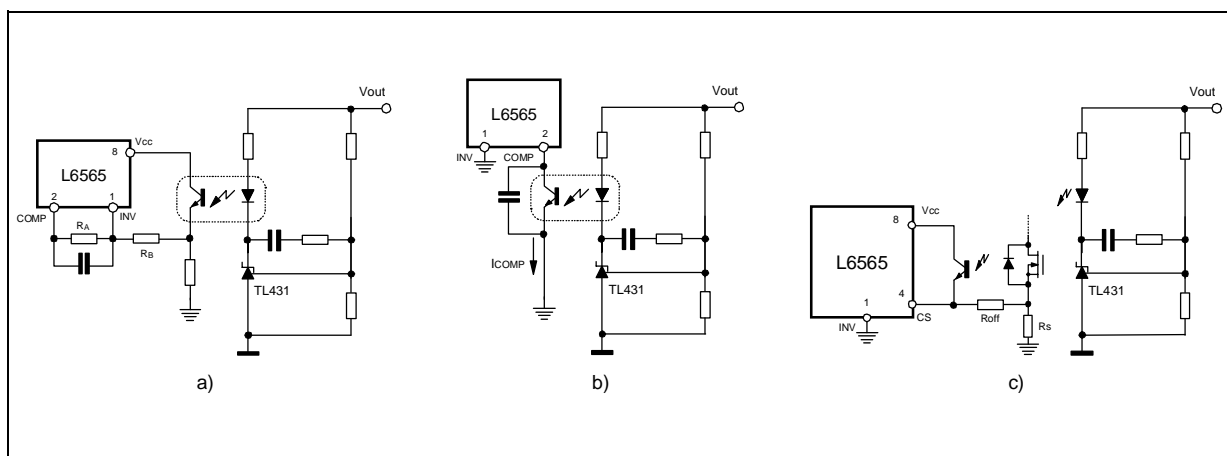 Vout
Vcc
8
L6565
2
1
COMP
INV
RA
RB
TL431
a)
L6565
1
2
INV
COMP
Vout
ICOMP
TL431
b)
Vout
8
Vcc
L6565
1
4
INV
CS
Roff
Rs
TL431
c)